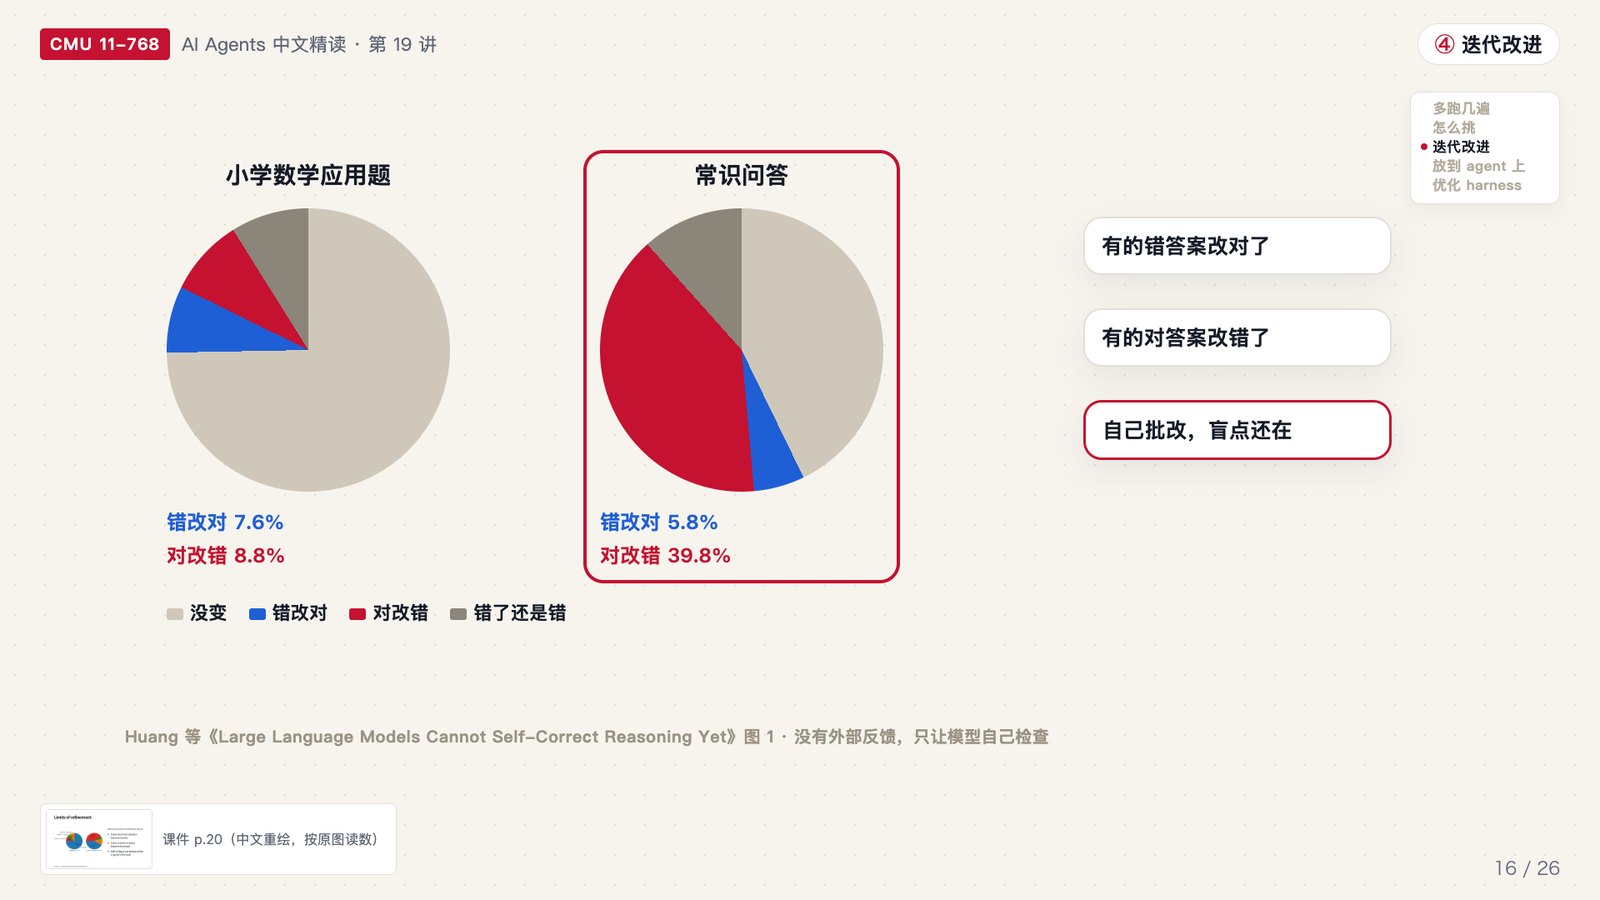 CMU 11-768 AI Agents 中文精读 · 第 19 讲
④ 迭代改进
多跑几遍
怎么挑
迭代改进
放到 agent 上
优化 harness
小学数学应用题
常识问答
错改对 7.6%
对改错 8.8%
错改对 5.8%
对改错 39.8%
没变 错改对 对改错 错了还是错
有的错答案改对了
有的对答案改错了
自己批改，盲点还在
Huang 等《Large Language Models Cannot Self-Correct Reasoning Yet》图 1 · 没有外部反馈，只让模型自己检查
Limits of refinement
课件 p.20（中文重绘，按原图读数）
16 / 26